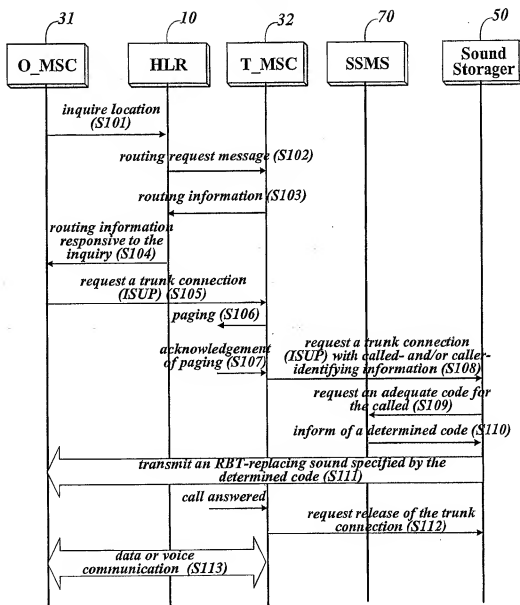 31
10
32
70
50
O_MSC
HLR
T_MSC
SSMS
Sound
Storager
inquire location
(S101)
routing request message (S102)
routing information (S103)
routing information
responsive to the
inquiry (S104)
request a trunk connection
(ISUP) (S105)
paging (S106)
acknowledgement
of paging (S107)
request a trunk connection
(ISUP) with called- and/or caller-
identifying information (S108)
request an adequate code for
the called (S109)
inform of a determined code (S110)
transmit an RBT-replacing sound specified by the
determined code (S111)
call answered
request release of the trunk
connection (S112)
data or voice
communication (S113)